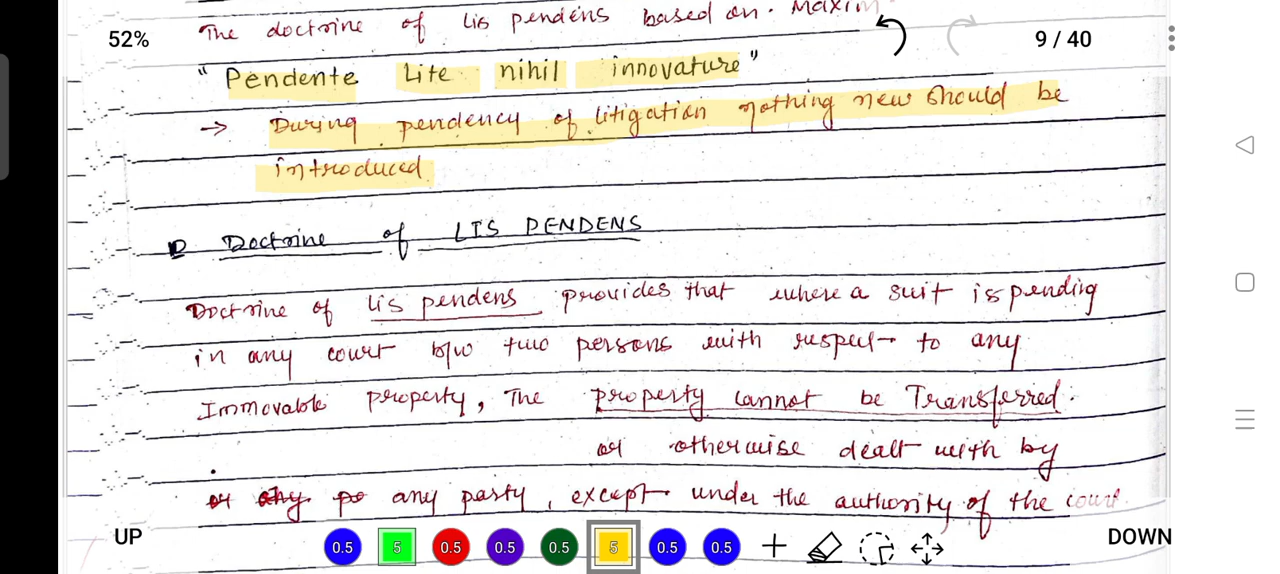 The doctrine of lis pendens based on. Maxim
52%
9 / 40
"Pendente Lite nihil innovature"
→ During pendency of litigation nothing new should be
introduced
Doctrine of LIS PENDENS
Doctrine of lis pendens provides that where a suit is pending
in any court b/w two persons with respect to any
Immovable property, The property cannot be Transferred.
or otherwise dealt with by
or any po any party, except under the authority of the court
UP
DOWN
0.5 5 0.5 0.5 0.5 5 0.5 0.5